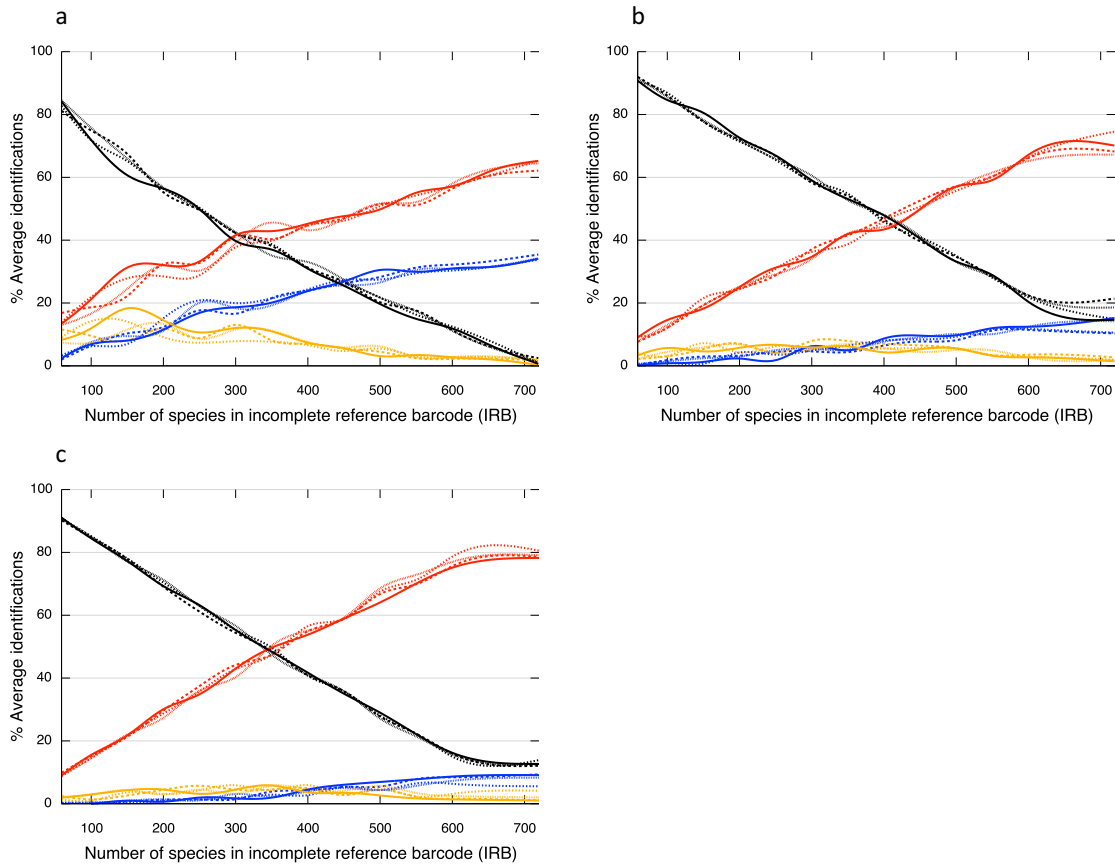 a
100
80
60
40
20
0
% Average identifications
100 200 300 400 500 600 700
Number of species in incomplete reference barcode (IRB)
b
100
80
60
40
20
0
% Average identifications
100 200 300 400 500 600 700
Number of species in incomplete reference barcode (IRB)
c
100
80
60
40
20
0
% Average identifications
100 200 300 400 500 600 700
Number of species in incomplete reference barcode (IRB)